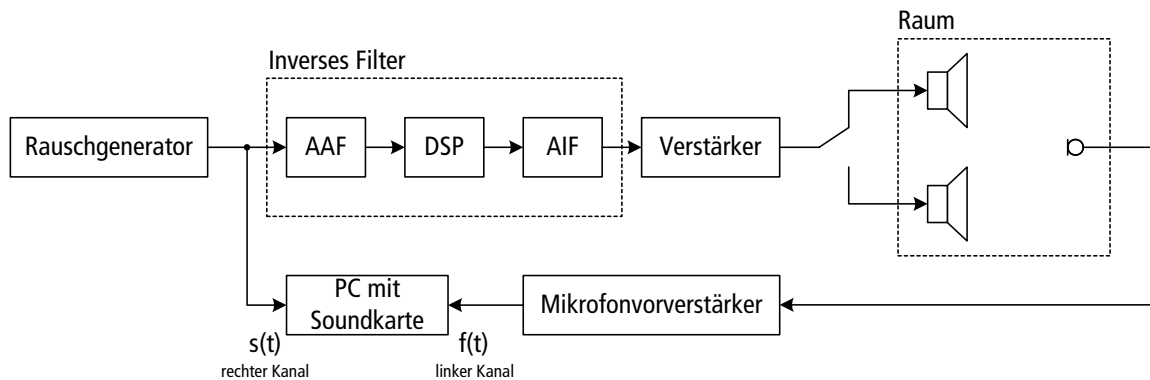 Raum
Inverses Filter
Rauschgenerator
AAF
DSP
AIF
Verstärker
PC mit
Soundkarte
Mikrofonvorverstärker
s(t)
rechter Kanal
f(t)
linker Kanal